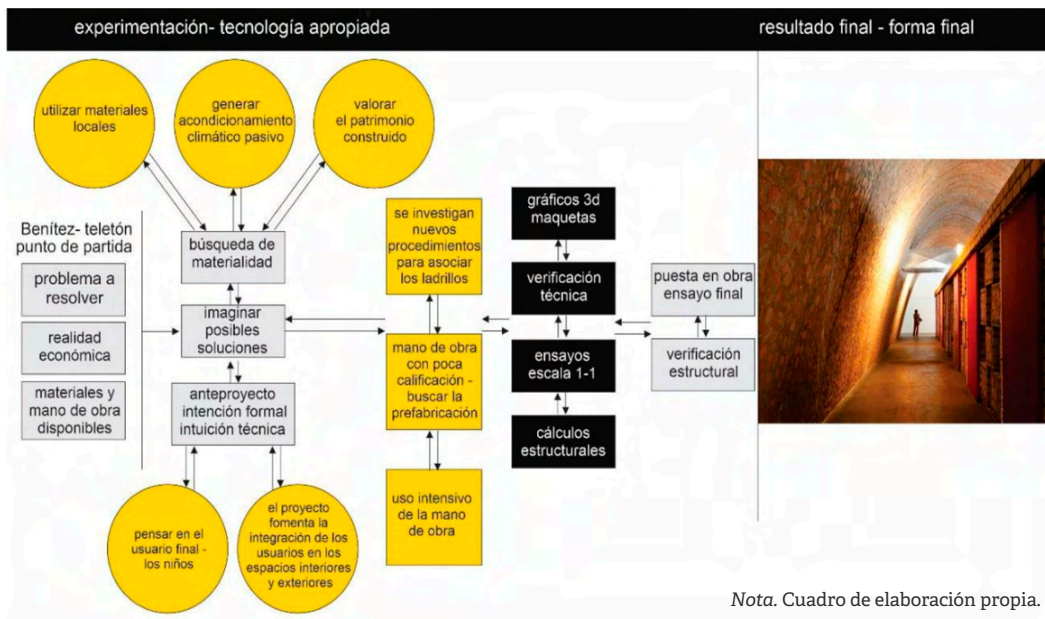 experimentación- tecnología apropiada
resultado final - forma final
utilizar materiales
locales
generar
acondicionamiento
climático pasivo
valorar
el patrimonio
construido
Benítez- teletón
punto de partida
problema a
resolver
realidad
económica
materiales y
mano de obra
disponibles
búsqueda de
materialidad
imaginar
posibles
soluciones
anteproyecto
intención formal
intuición técnica
pensar en el
usuario final -
los niños
el proyecto
fomenta la
integración de los
usuarios en los
espacios interiores
y exteriores
se investigan
nuevos
procedimientos
para asociar
los ladrillos
mano de obra
con poca
calificación -
buscar la
prefabricación
uso intensivo
de la mano
de obra
gráficos 3d
maquetas
verificación
técnica
ensayos
escala 1-1
cálculos
estructurales
puesta en obra
ensayo final
verificación
estructural
Nota. Cuadro de elaboración propia.